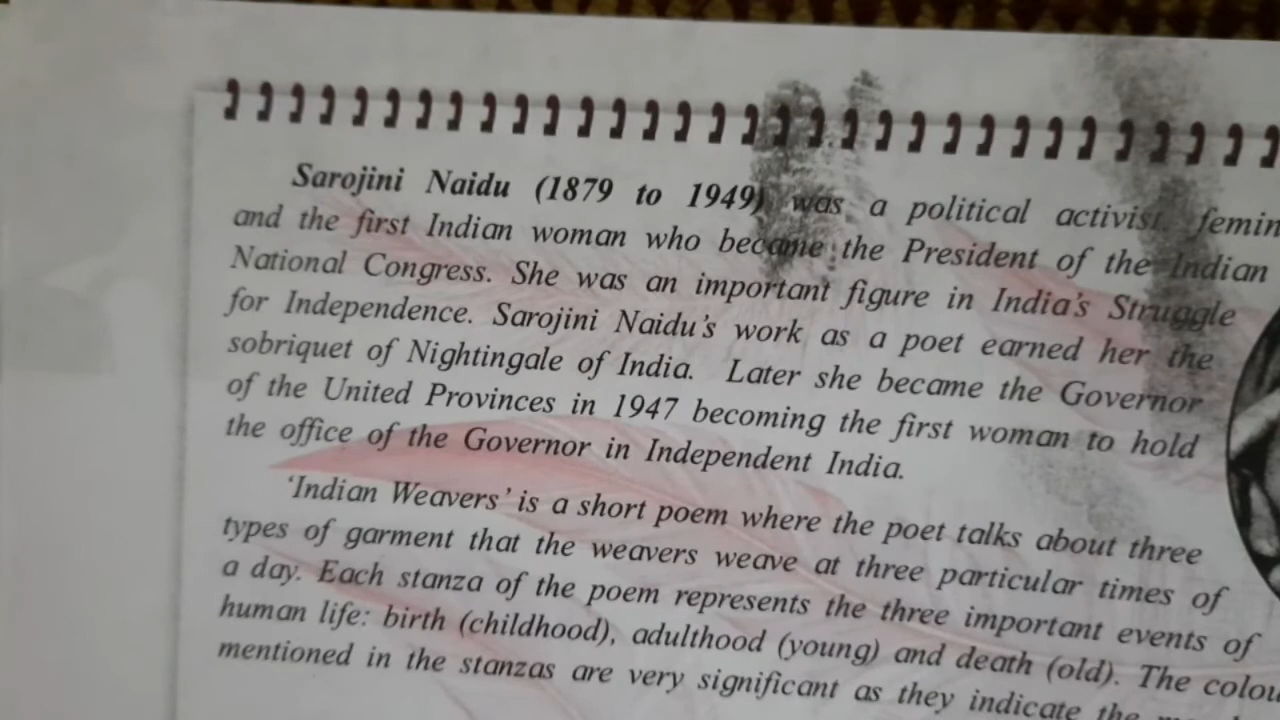 Sarojini Naidu (1879 to 1949) was a political activist femin
and the first Indian woman who became the President of the Indian
National Congress. She was an important figure in India's Struggle
for Independence. Sarojini Naidu's work as a poet earned her the
sobriquet of Nightingale of India. Later she became the Governor
of the United Provinces in 1947 becoming the first woman to hold
the office of the Governor in Independent India.
'Indian Weavers' is a short poem where the poet talks about three
types of garment that the weavers weave at three particular times of
a day. Each stanza of the poem represents the three important events of
human life: birth (childhood), adulthood (young) and death (old). The colou
mentioned in the stanzas are very significant as they indicate the